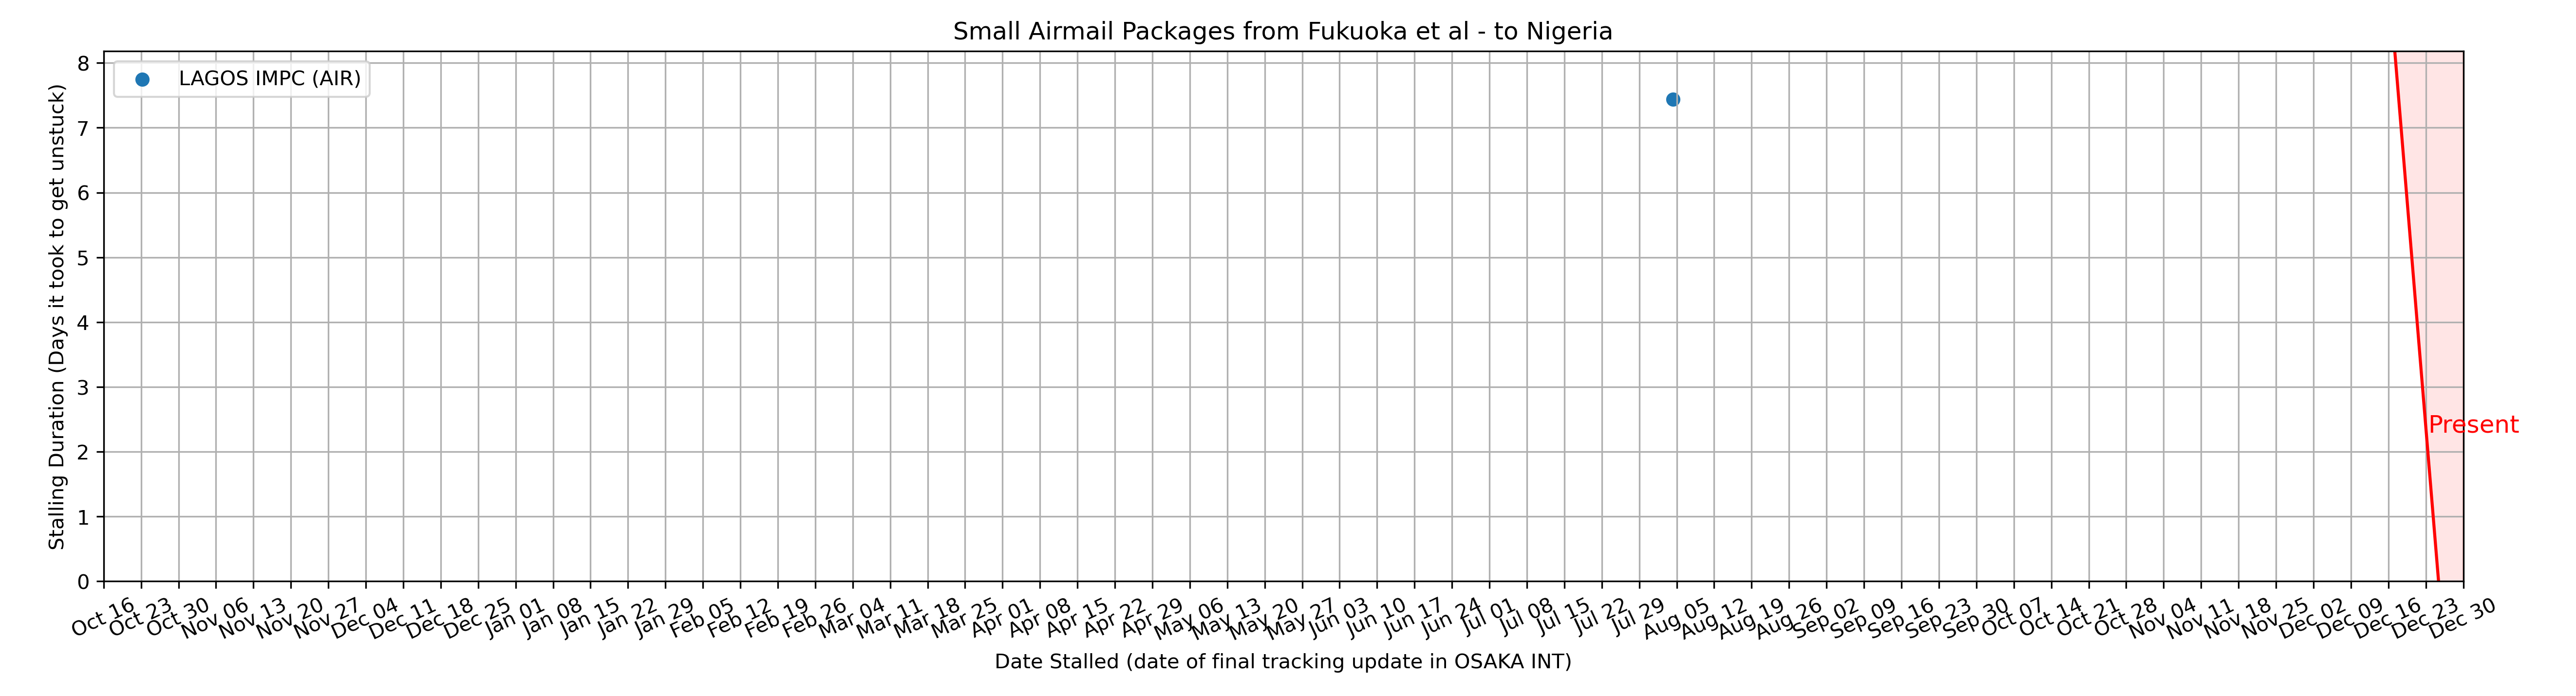 Small Airmail Packages from Fukuoka et al - to Nigeria
LAGOS IMPC (AIR)
Stalling Duration (Days it took to get unstuck)
8
7
6
5
4
3
2
1
0
Present
Oct 16 Oct 23 Oct 30 Nov 06 Nov 13 Nov 20 Nov 27 Dec 04 Dec 11 Dec 18 Dec 25 Jan 01 Jan 08 Jan 15 Jan 22 Jan 29 Feb 05 Feb 12 Feb 19 Feb 26 Mar 04 Mar 11 Mar 18 Mar 25 Apr 01 Apr 08 Apr 15 Apr 22 Apr 29 May 06 May 13 May 20 May 27 Jun 03 Jun 10 Jun 17 Jun 24 Jul 01 Jul 08 Jul 15 Jul 22 Jul 29 Aug 05 Aug 12 Aug 19 Aug 26 Sep 02 Sep 09 Sep 16 Sep 23 Sep 30 Oct 07 Oct 14 Oct 21 Oct 28 Nov 04 Nov 11 Nov 18 Nov 25 Dec 02 Dec 09 Dec 16 Dec 23 Dec 30
Date Stalled (date of final tracking update in OSAKA INT)